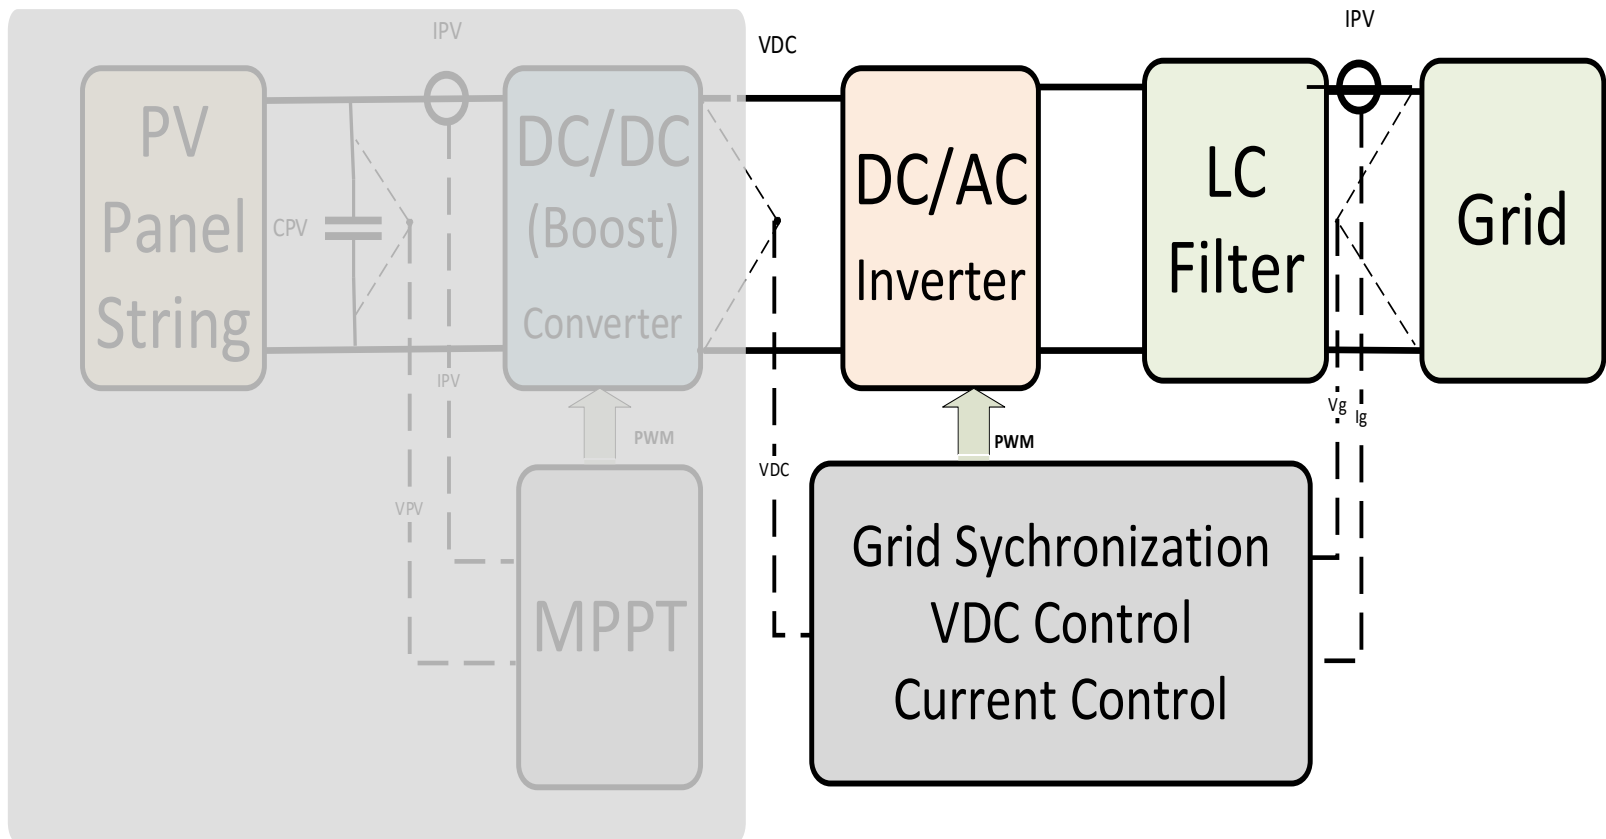 IPV
VDC
IPV
PV
Panel
String
CPV
DC/DC
(Boost)
Converter
DC/AC
Inverter
LC
Filter
Grid
IPV
PWM
VPV
MPPT
VDC
PWM
Vg
Ig
Grid Sychronization
VDC Control
Current Control